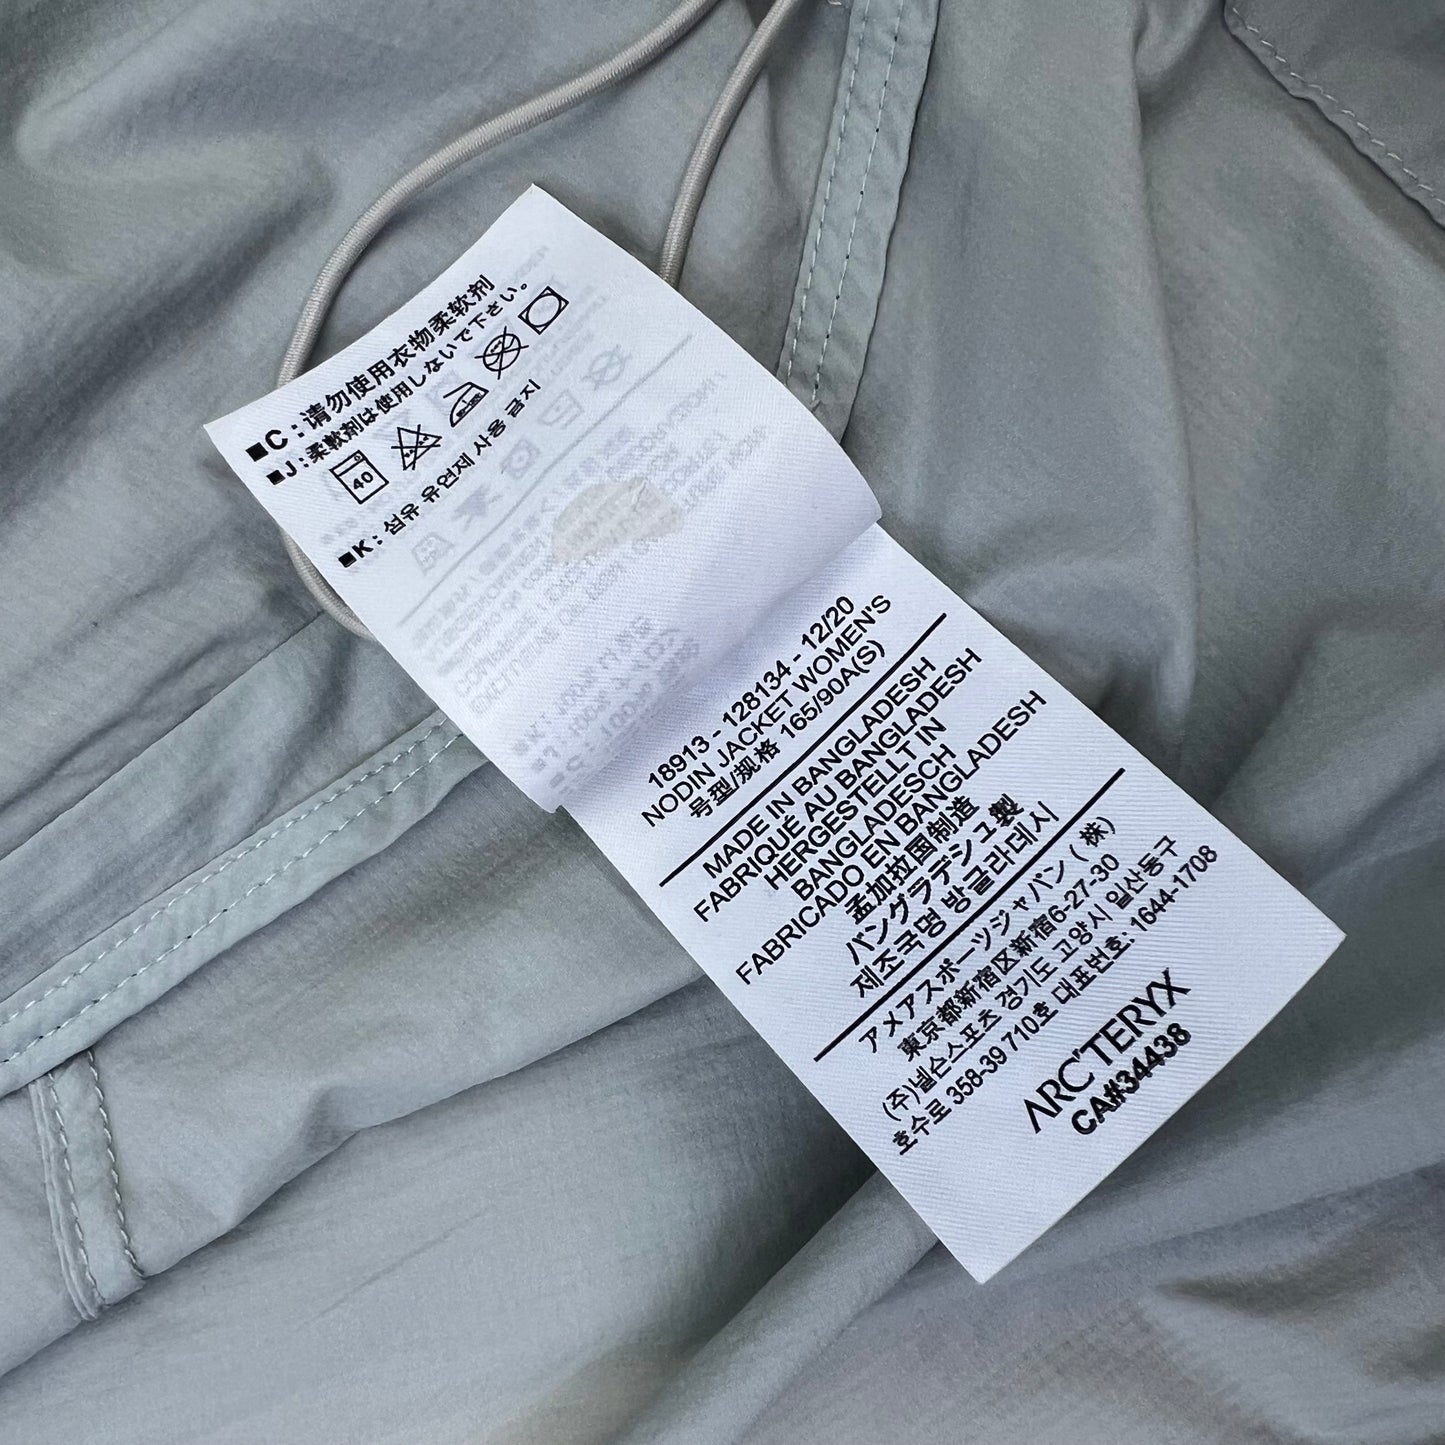 ■C : 请勿使用衣物柔软剂
■J : 柔軟剤は使用しないで下さい。
40
■K : 섬유 유연제 사용 금지
18913 - 128134 - 12/20
NODIN JACKET WOMEN'S
号型/规格 165/90A(S)
MADE IN BANGLADESH
FABRIQUÉ AU BANGLADESH
HERGESTELLT IN
BANGLADESCH
FABRICADO EN BANGLADESH
孟加拉国制造
バングラデシュ製
제조국명 방글라데시
アメアスポーツジャパン ( 株 )
東京都新宿区新宿6-27-30
(주)넬슨스포츠 경기도 고양시 일산동구
호수로 358-39 710호 대표번호: 1644-1708
ARC'TERYX
CA#34438